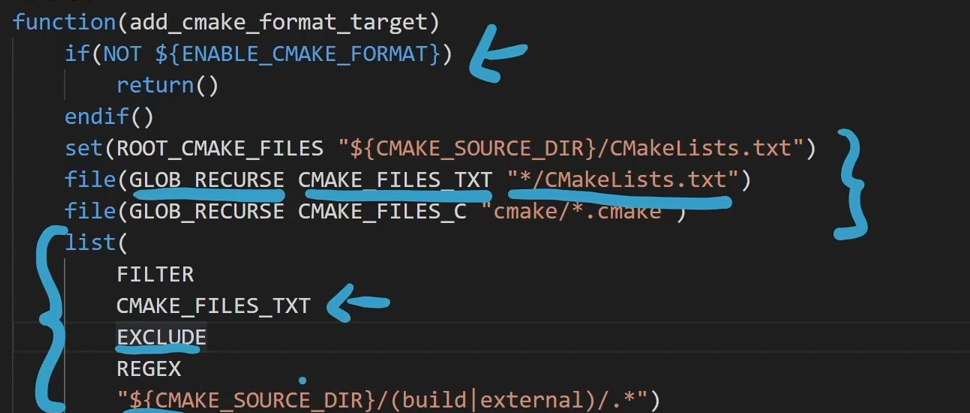 function(add_cmake_format_target)
if(NOT ${ENABLE_CMAKE_FORMAT})
return()
endif()
set(ROOT_CMAKE_FILES "${CMAKE_SOURCE_DIR}/CMakeLists.txt")
file(GLOB_RECURSE CMAKE_FILES_TXT "*/CMakeLists.txt")
file(GLOB_RECURSE CMAKE_FILES_C "cmake/*.cmake")
list(
FILTER
CMAKE_FILES_TXT
EXCLUDE
REGEX
"${CMAKE_SOURCE_DIR}/(build|external)/.*")